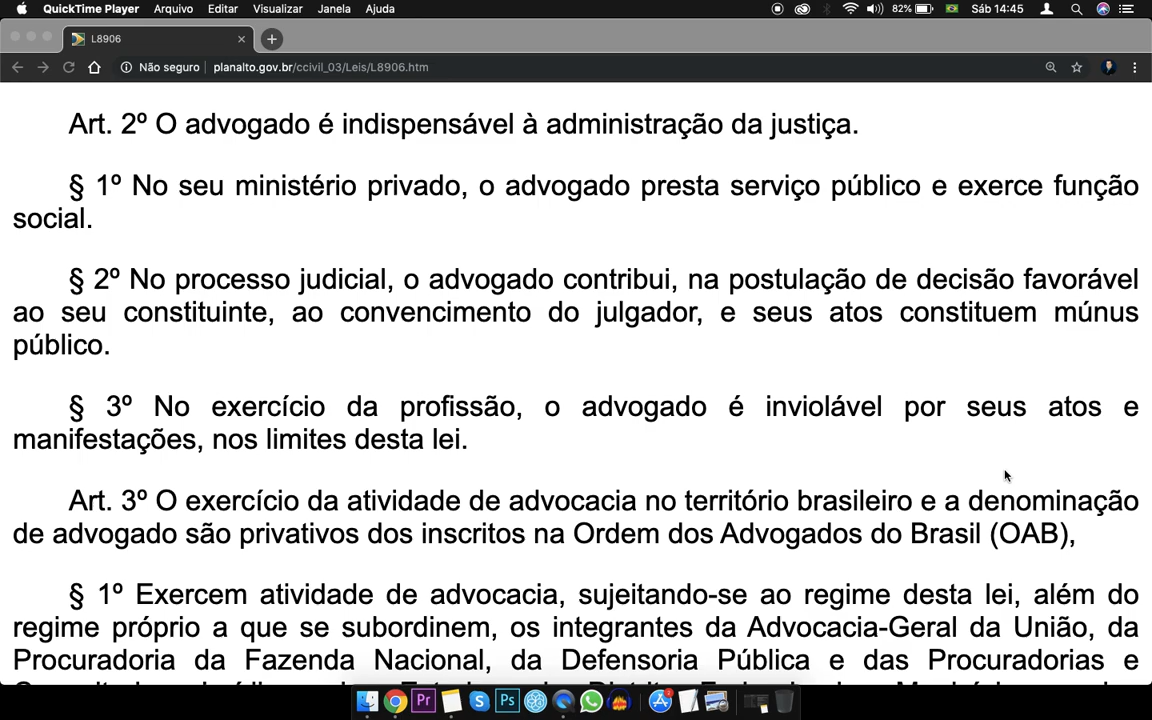 QuickTime Player Arquivo Editar Visualizar Janela Ajuda 82% Sáb 14:45
L8906
Não seguro planalto.gov.br/ccivil_03/Leis/L8906.htm
Art. 2º O advogado é indispensável à administração da justiça.
§ 1º No seu ministério privado, o advogado presta serviço público e exerce função
social.
§ 2º No processo judicial, o advogado contribui, na postulação de decisão favorável
ao seu constituinte, ao convencimento do julgador, e seus atos constituem múnus
público.
§ 3º No exercício da profissão, o advogado é inviolável por seus atos e
manifestações, nos limites desta lei.
Art. 3º O exercício da atividade de advocacia no território brasileiro e a denominação
de advogado são privativos dos inscritos na Ordem dos Advogados do Brasil (OAB),
§ 1º Exercem atividade de advocacia, sujeitando-se ao regime desta lei, além do
regime próprio a que se subordinem, os integrantes da Advocacia-Geral da União, da
Procuradoria da Fazenda Nacional, da Defensoria Pública e das Procuradorias e
Pr Ps